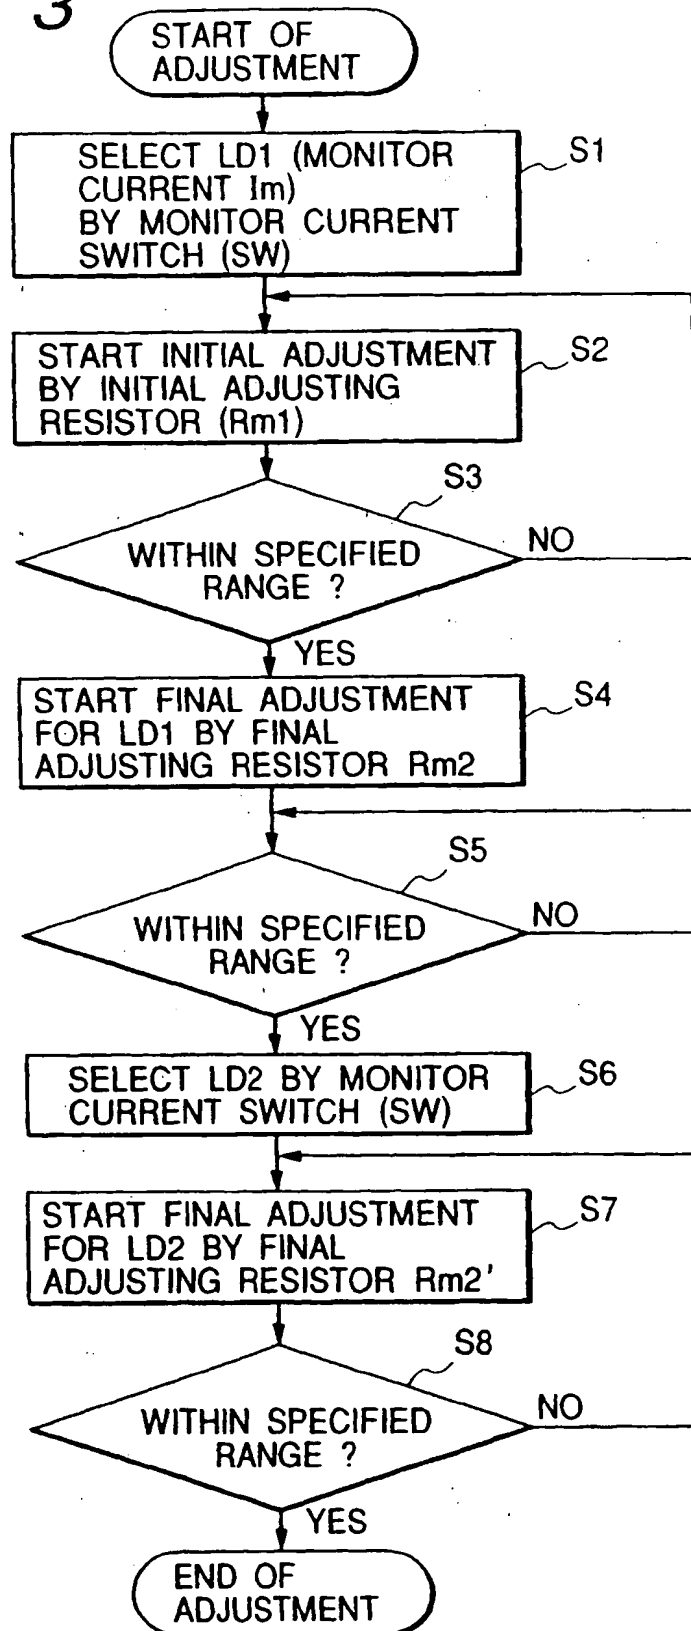 3
START OF
ADJUSTMENT
SELECT LD1 (MONITOR
CURRENT Im)
BY MONITOR CURRENT
SWITCH (SW)
S1
START INITIAL ADJUSTMENT
BY INITIAL ADJUSTING
RESISTOR (Rm1)
S2
S3
WITHIN SPECIFIED
RANGE ?
NO
YES
START FINAL ADJUSTMENT
FOR LD1 BY FINAL
ADJUSTING RESISTOR Rm2
S4
S5
WITHIN SPECIFIED
RANGE ?
NO
YES
SELECT LD2 BY MONITOR
CURRENT SWITCH (SW)
S6
START FINAL ADJUSTMENT
FOR LD2 BY FINAL
ADJUSTING RESISTOR Rm2'
S7
S8
WITHIN SPECIFIED
RANGE ?
NO
YES
END OF
ADJUSTMENT